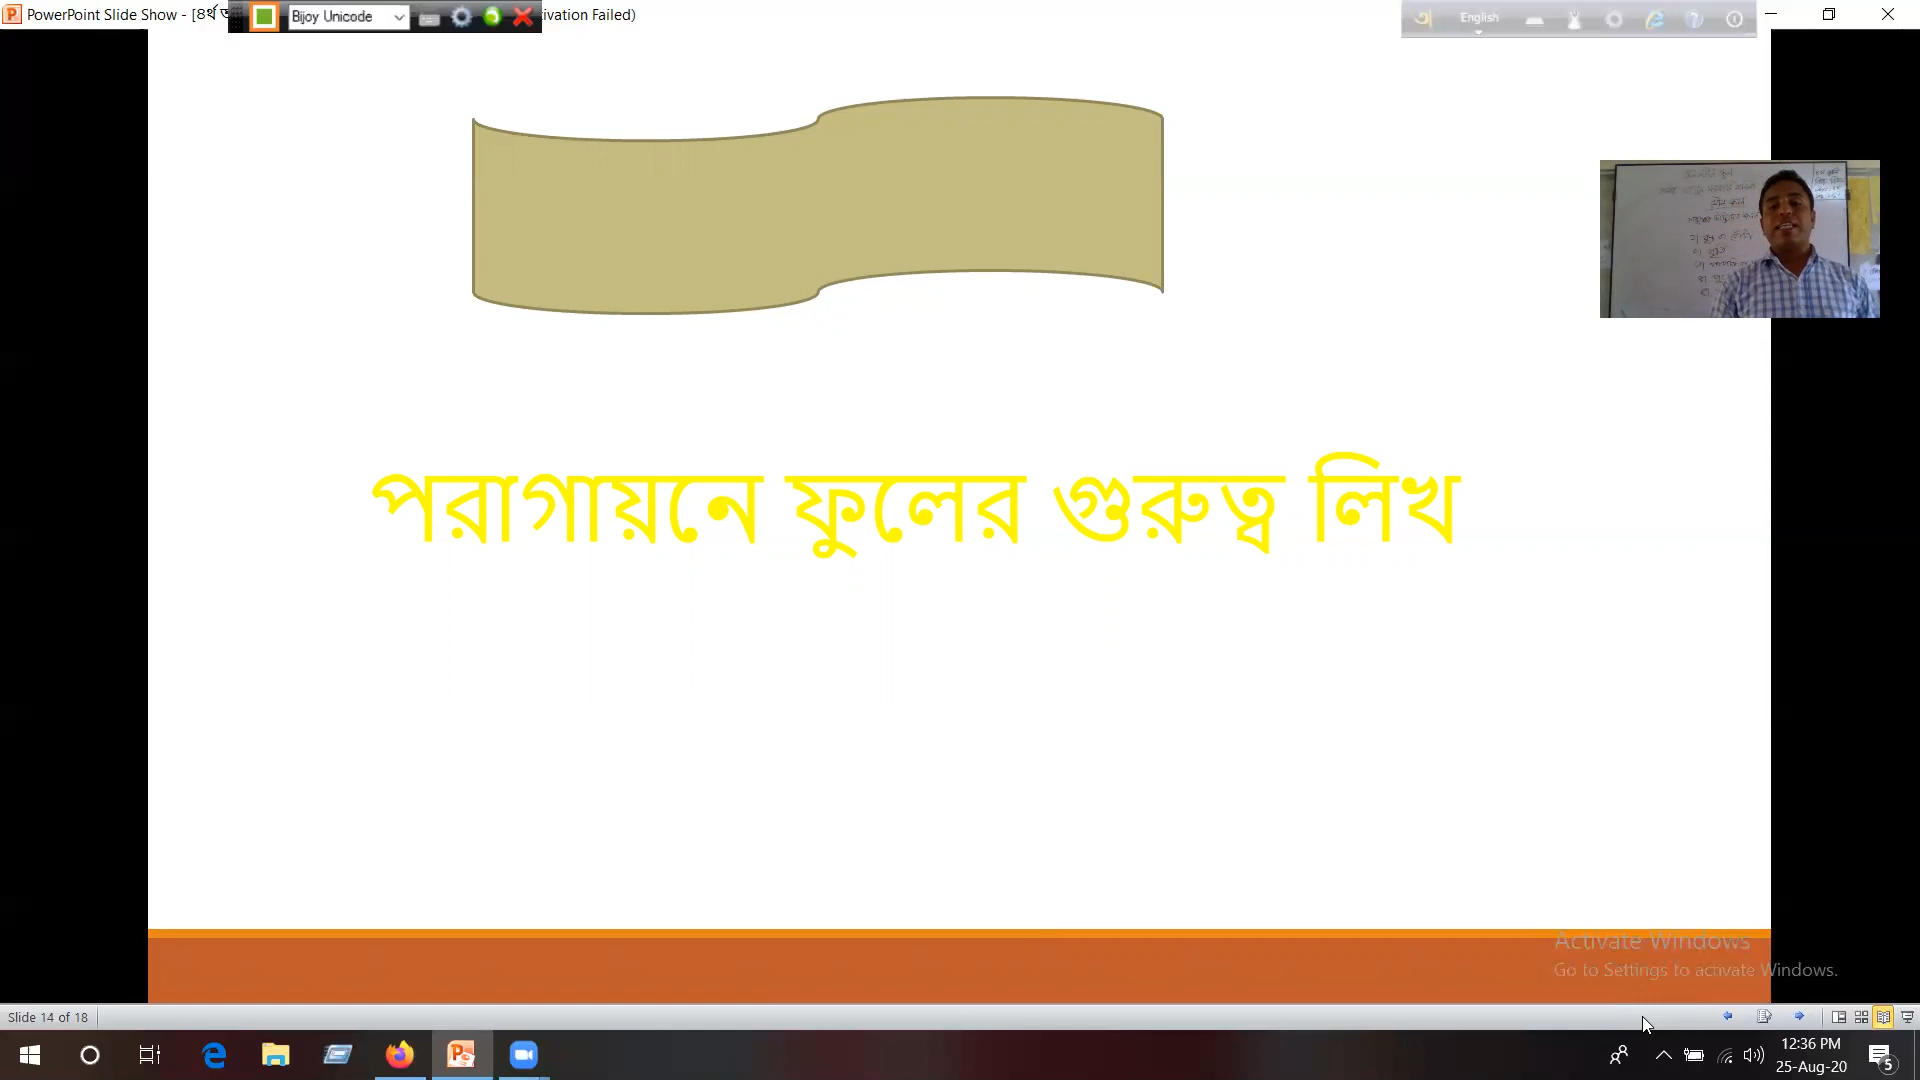 PowerPoint Slide Show - [৪র্থ
ivation Failed)
Bijoy Unicode
English
পরাগায়নে ফুলের গুরুত্ব লিখ
Activate Windows
Go to Settings to activate Windows.
Slide 14 of 18
12:36 PM
25-Aug-20
5